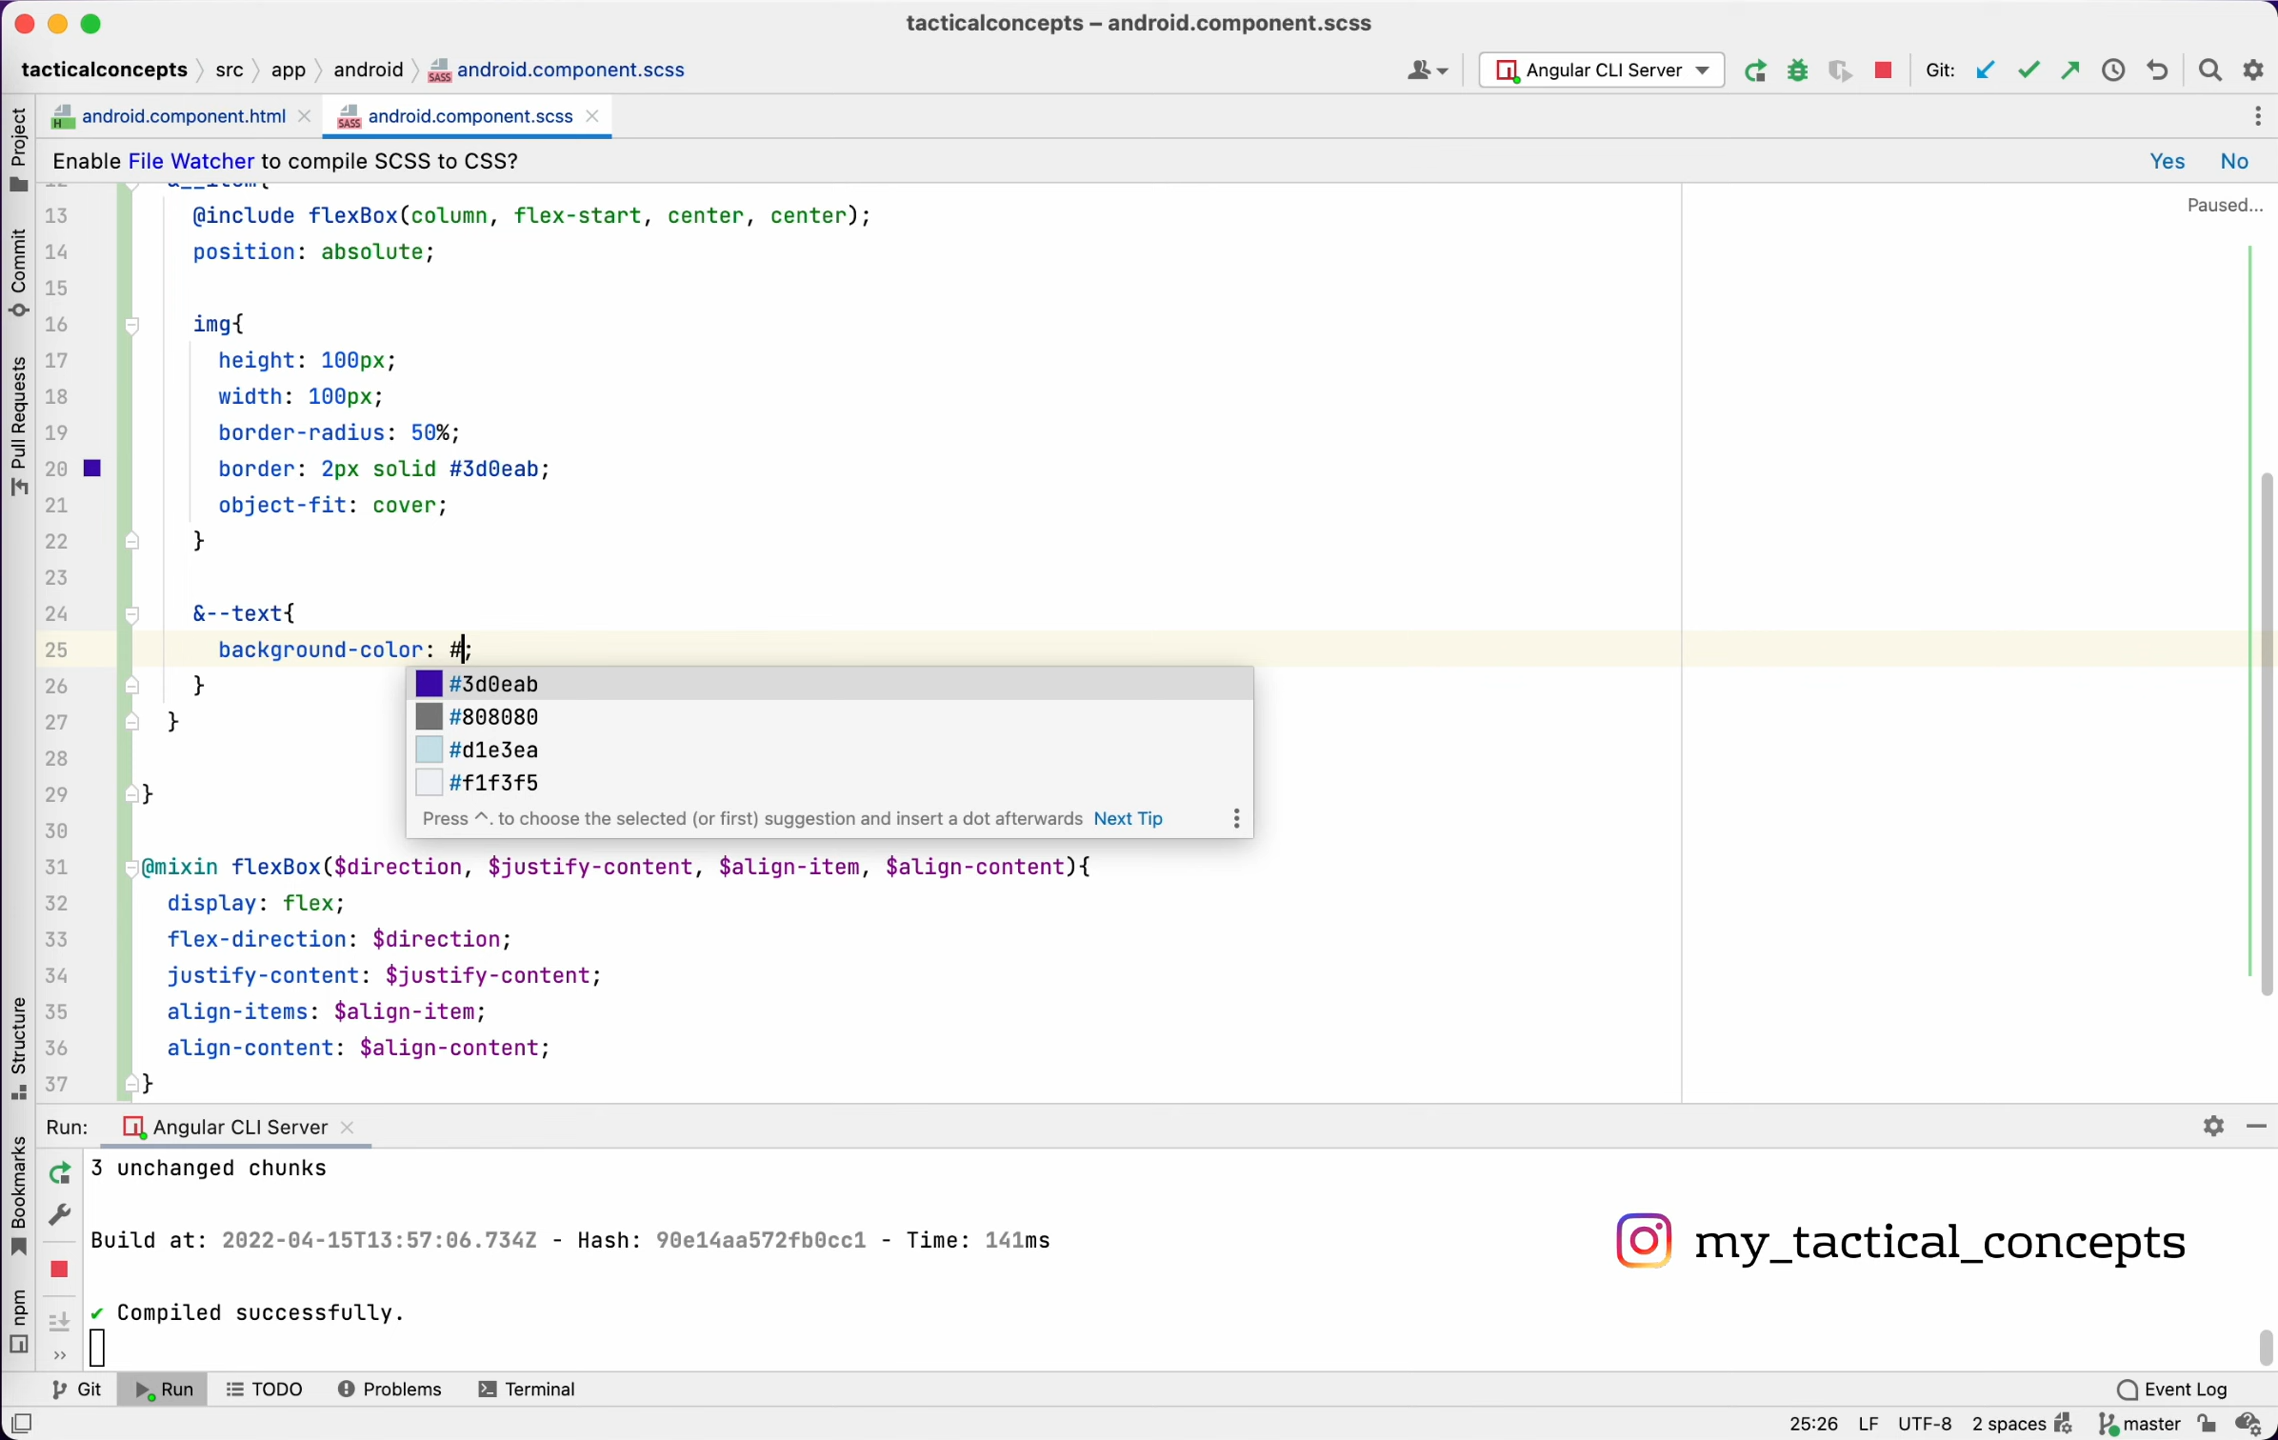 tacticalconcepts – android.component.scss
tacticalconcepts src app android android.component.scss
Angular CLI Server Git:
android.component.html android.component.scss
Enable File Watcher to compile SCSS to CSS? Yes No
Paused...
12 &__item{
13 @include flexBox(column, flex-start, center, center);
14 position: absolute;
15
16 img{
17 height: 100px;
18 width: 100px;
19 border-radius: 50%;
20 border: 2px solid #3d0eab;
21 object-fit: cover;
22 }
23
24 &--text{
25 background-color: #;
26 }
27 }
28
29 }
30
#3d0eab
#808080
#d1e3ea
#f1f3f5
Press ^. to choose the selected (or first) suggestion and insert a dot afterwards Next Tip
31 @mixin flexBox($direction, $justify-content, $align-item, $align-content){
32 display: flex;
33 flex-direction: $direction;
34 justify-content: $justify-content;
35 align-items: $align-item;
36 align-content: $align-content;
37 }
Project
Commit
Pull Requests
Structure
Bookmarks
npm
Run: Angular CLI Server
3 unchanged chunks
Build at: 2022-04-15T13:57:06.734Z - Hash: 90e14aa572fb0cc1 - Time: 141ms
✔ Compiled successfully.
my_tactical_concepts
Git Run TODO Problems Terminal Event Log
25:26 LF UTF-8 2 spaces master